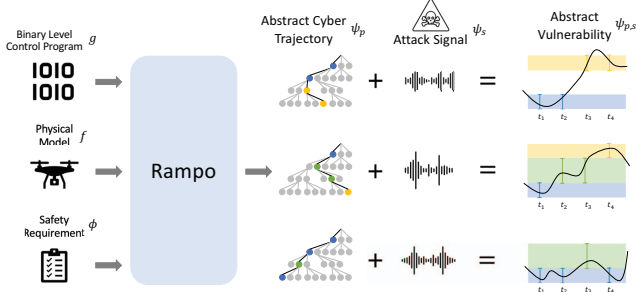 Binary Level
Control Program g
1010
1010
Physical
Model f
Safety
Requirement ϕ
Rampo
Abstract Cyber
Trajectory ψp
Attack Signal ψs
Abstract
Vulnerability ψp,s
+ =
t1 t2 t3 t4
+ =
t1 t2 t3 t4
+ =
t1 t2 t3 t4